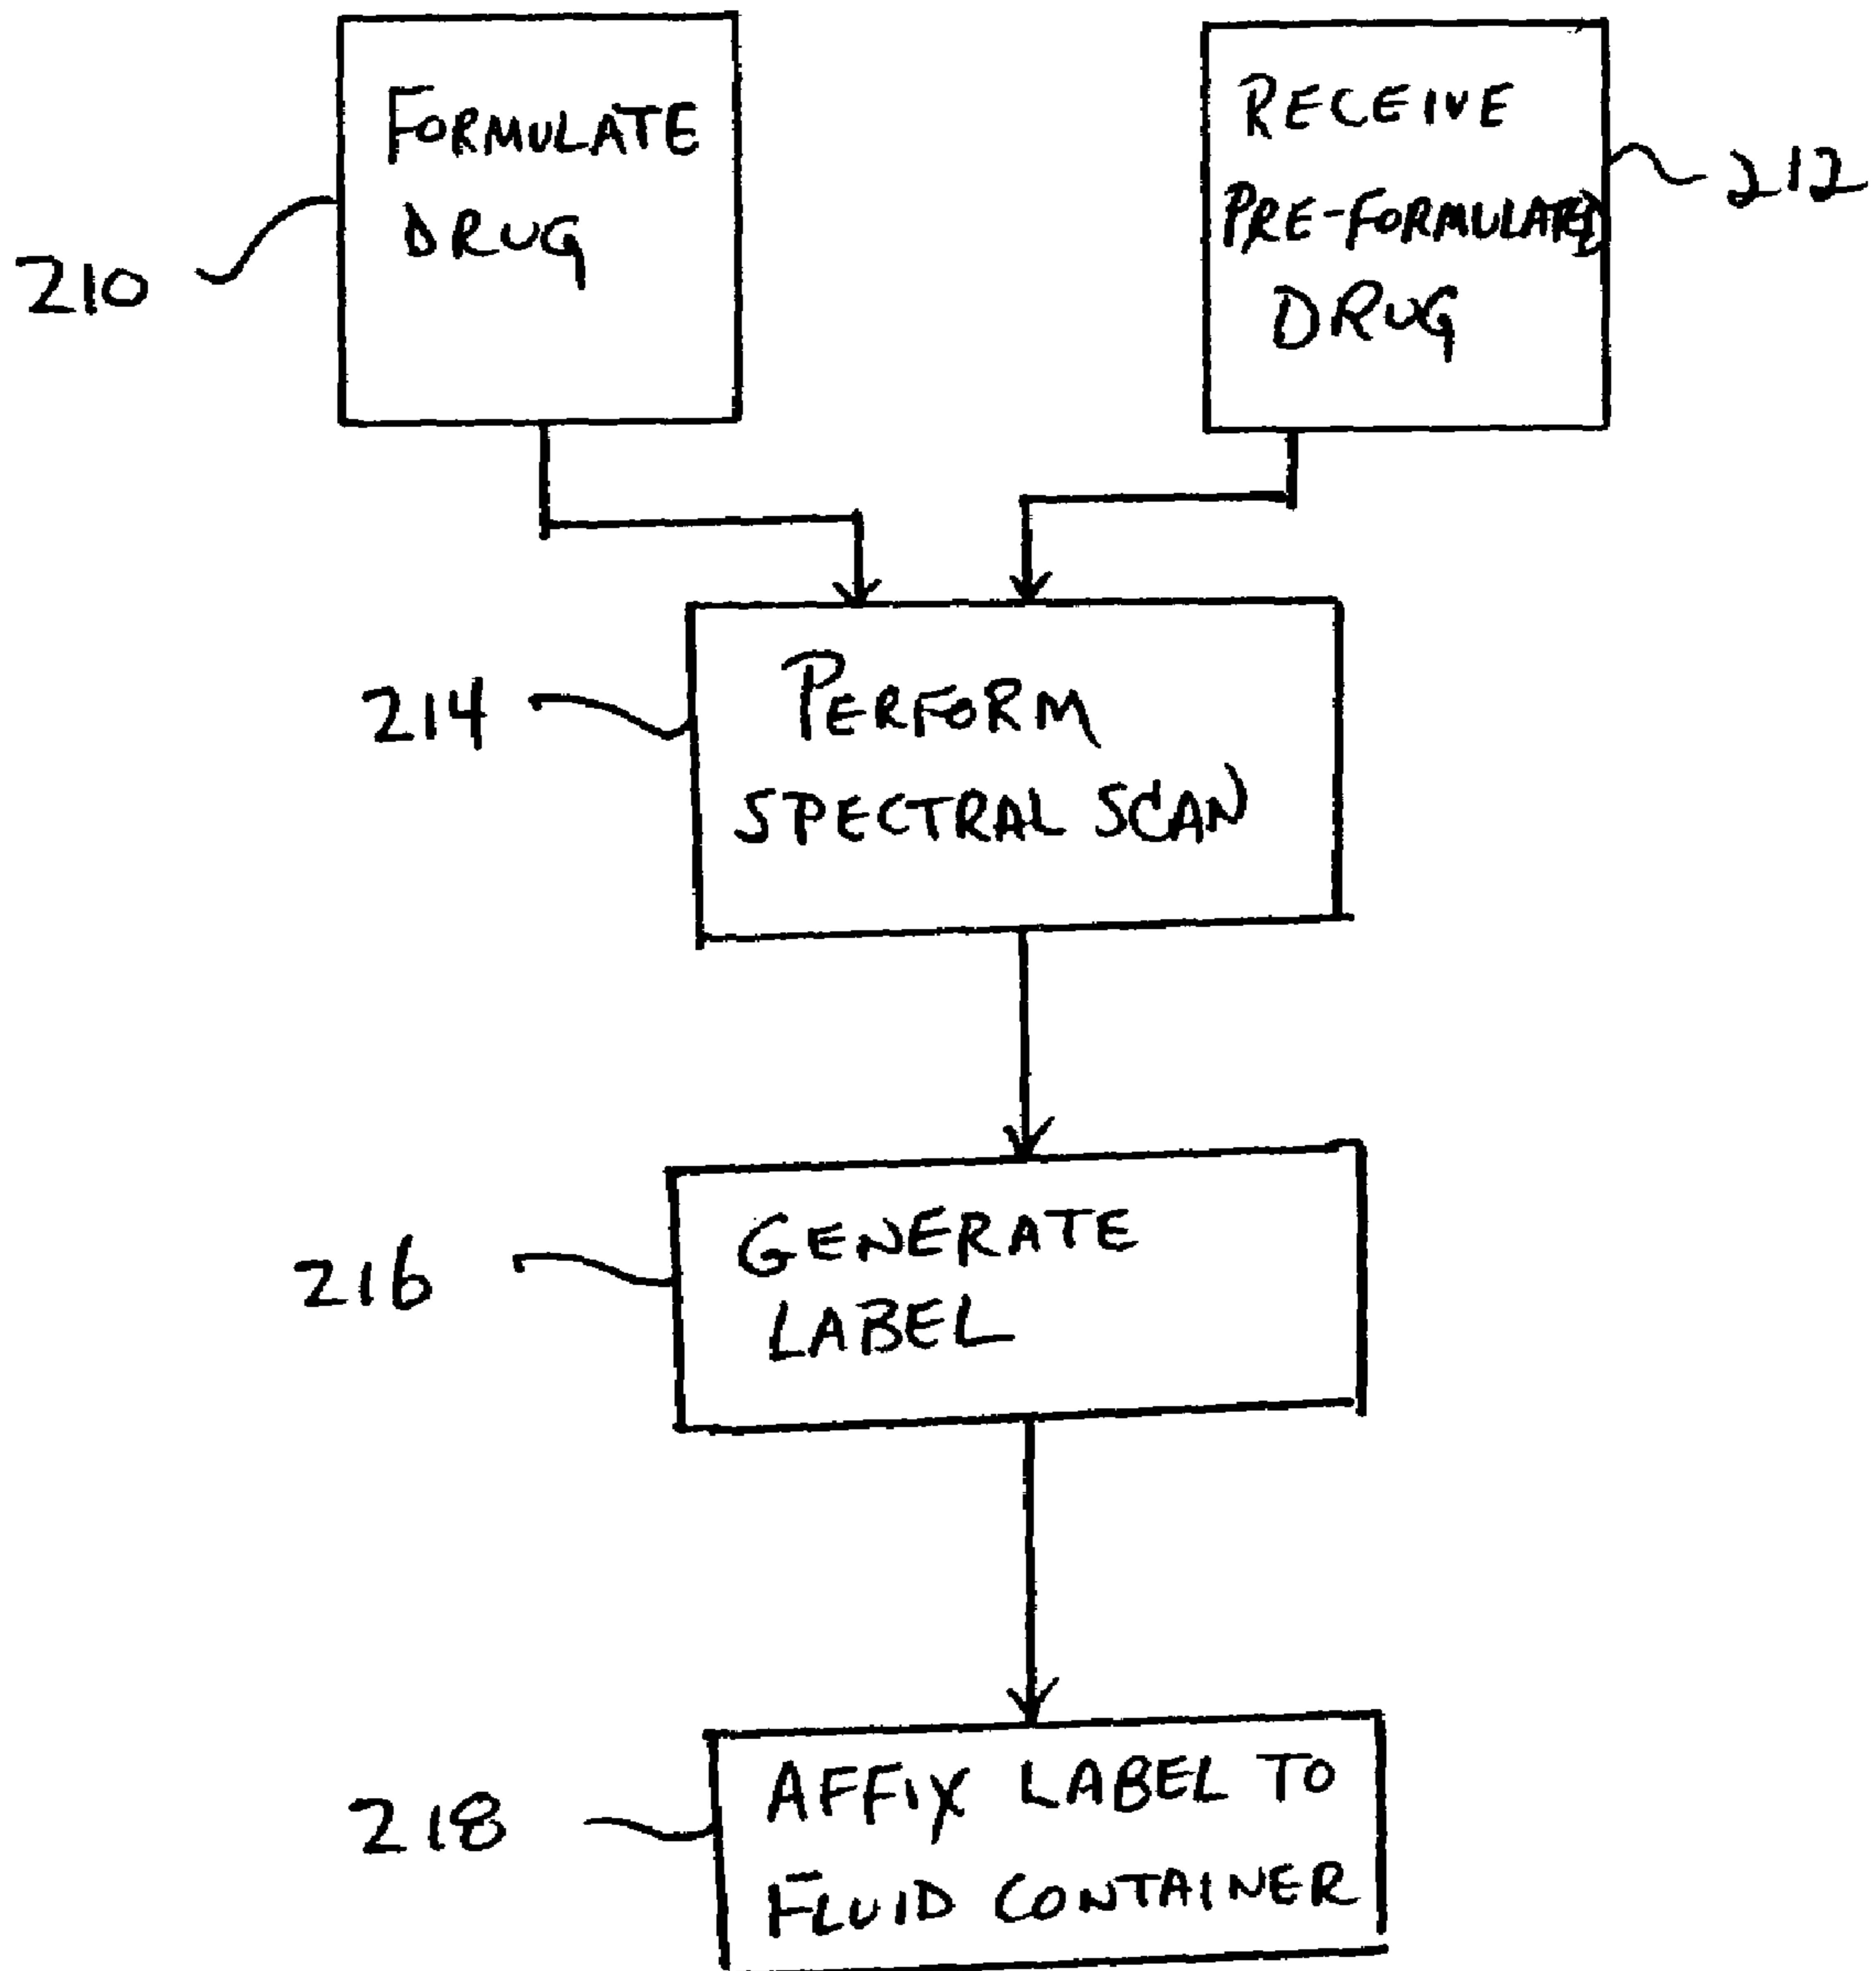 FORMULATE
DRUG
210
RECEIVE
PRE-FORMULATED
DRUG
212
214
PERFORM
SPECTRAL SCAN
216
GENERATE
LABEL
218
AFFIX LABEL TO
FLUID CONTAINER